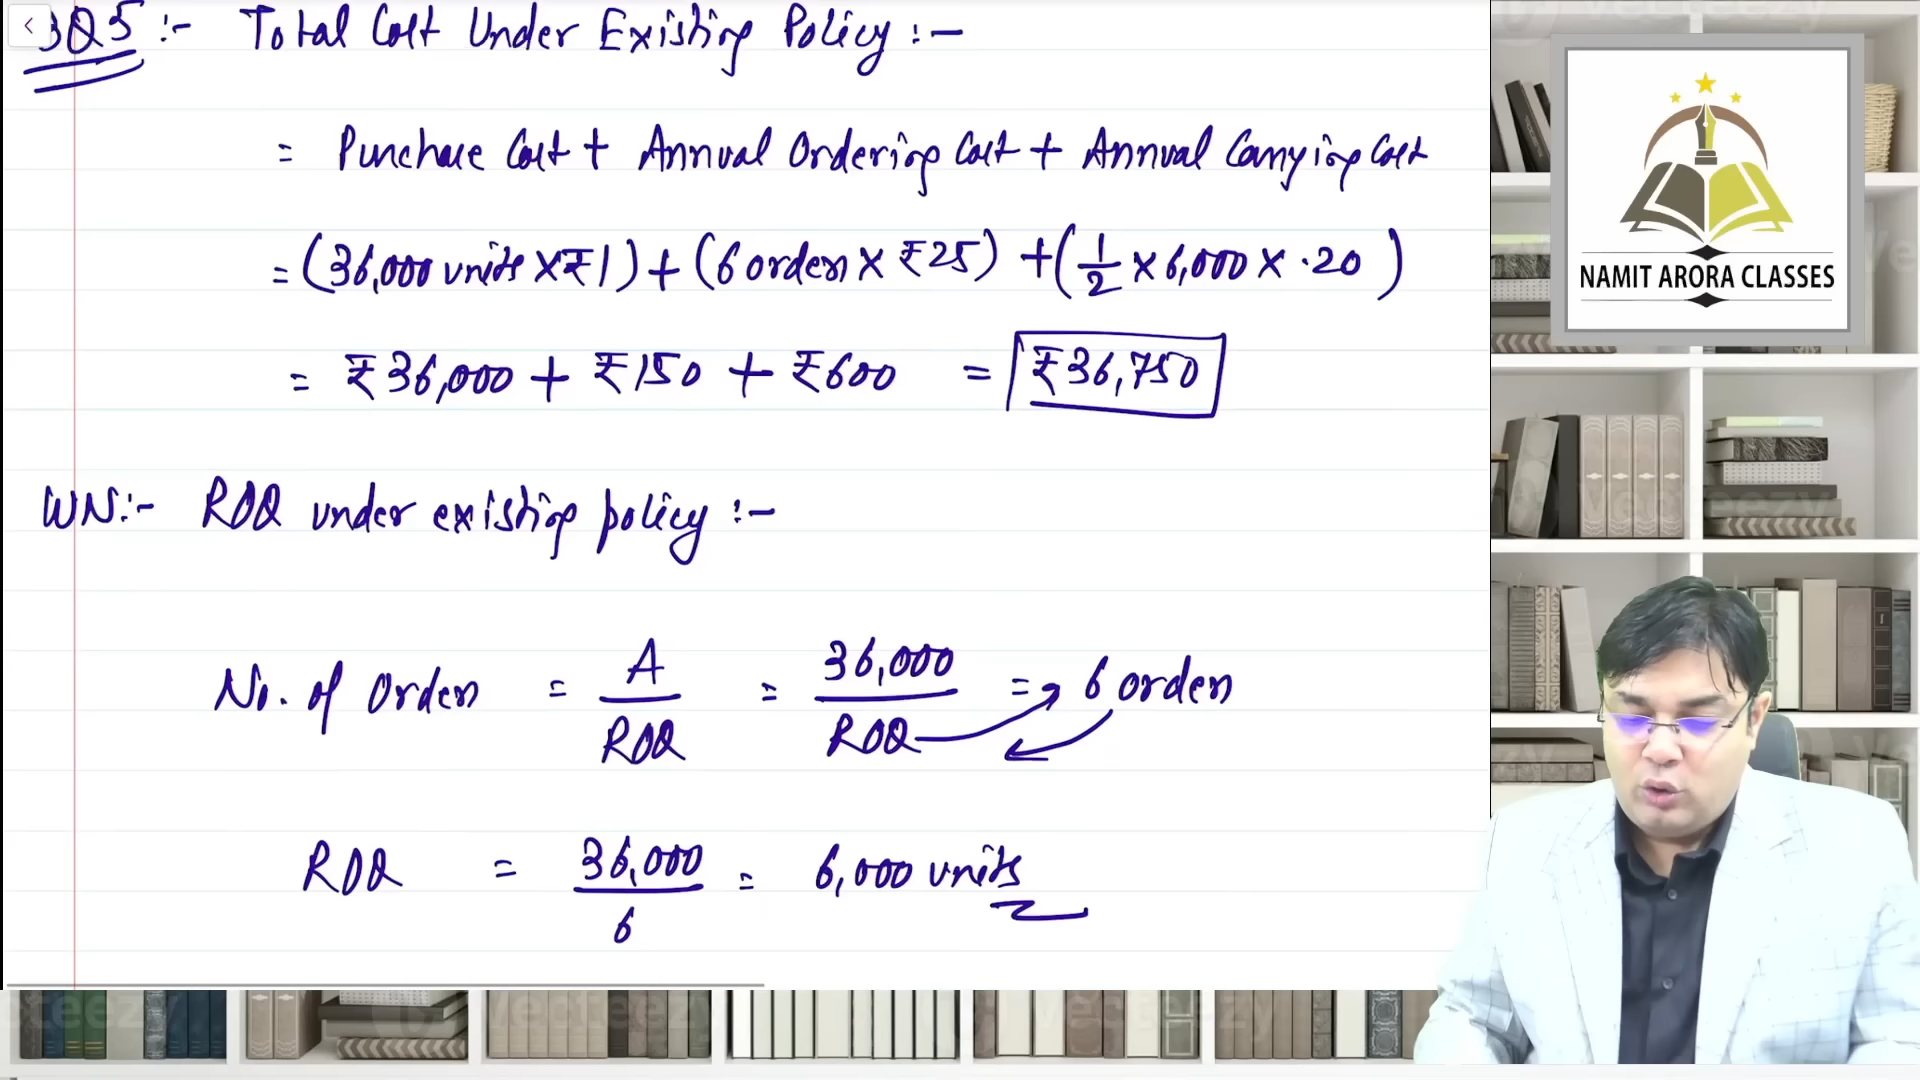 BQ5 :- Total Cost Under Existing Policy :-
= Purchase Cost + Annual Ordering Cost + Annual Carrying Cost
= (36,000 units × ₹1) + (6 orders × ₹25) + (1/2 × 6,000 × .20)
= ₹36,000 + ₹150 + ₹600 = ₹36,750
WN:- ROQ under existing policy :-
No. of Orders = A/ROQ = 36,000/ROQ = 6 orders
ROQ = 36,000/6 = 6,000 units
NAMIT ARORA CLASSES
vecteezy